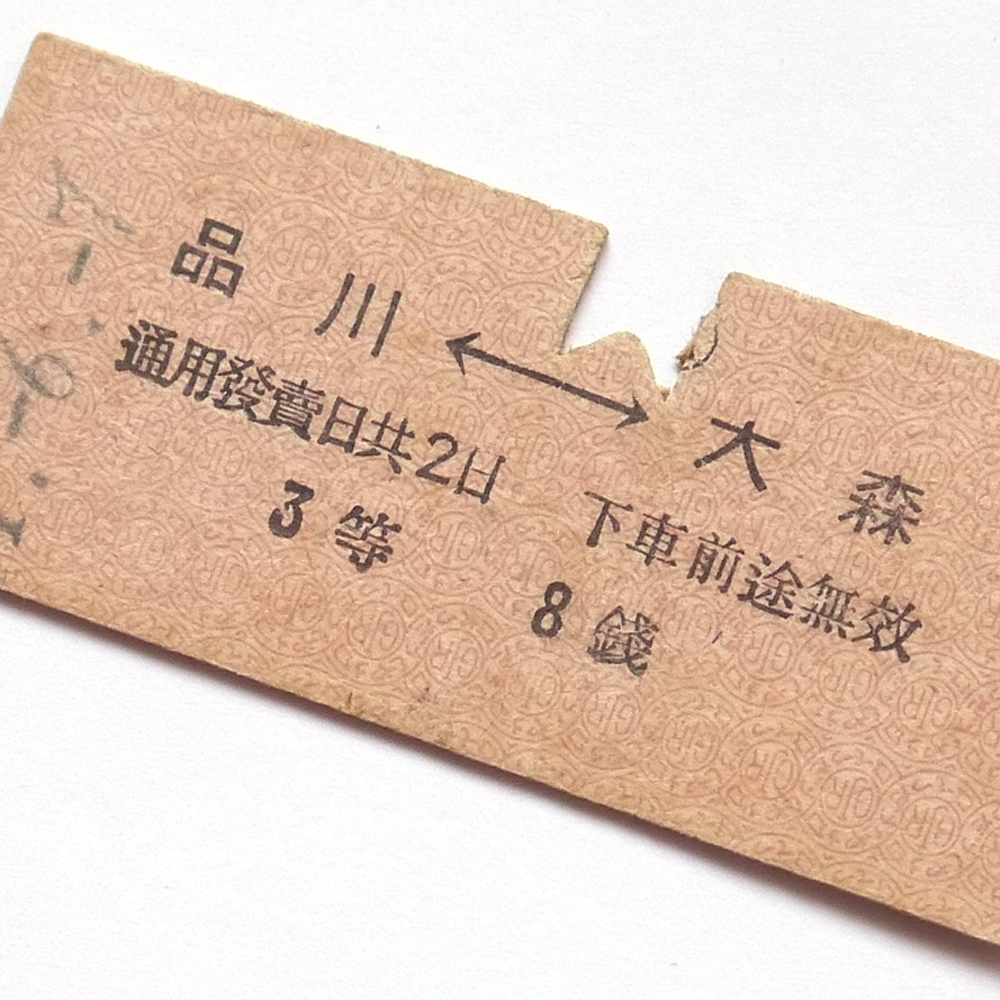 品川←→大森
通用發賣日共2日
下車前途無效
3等 8錢